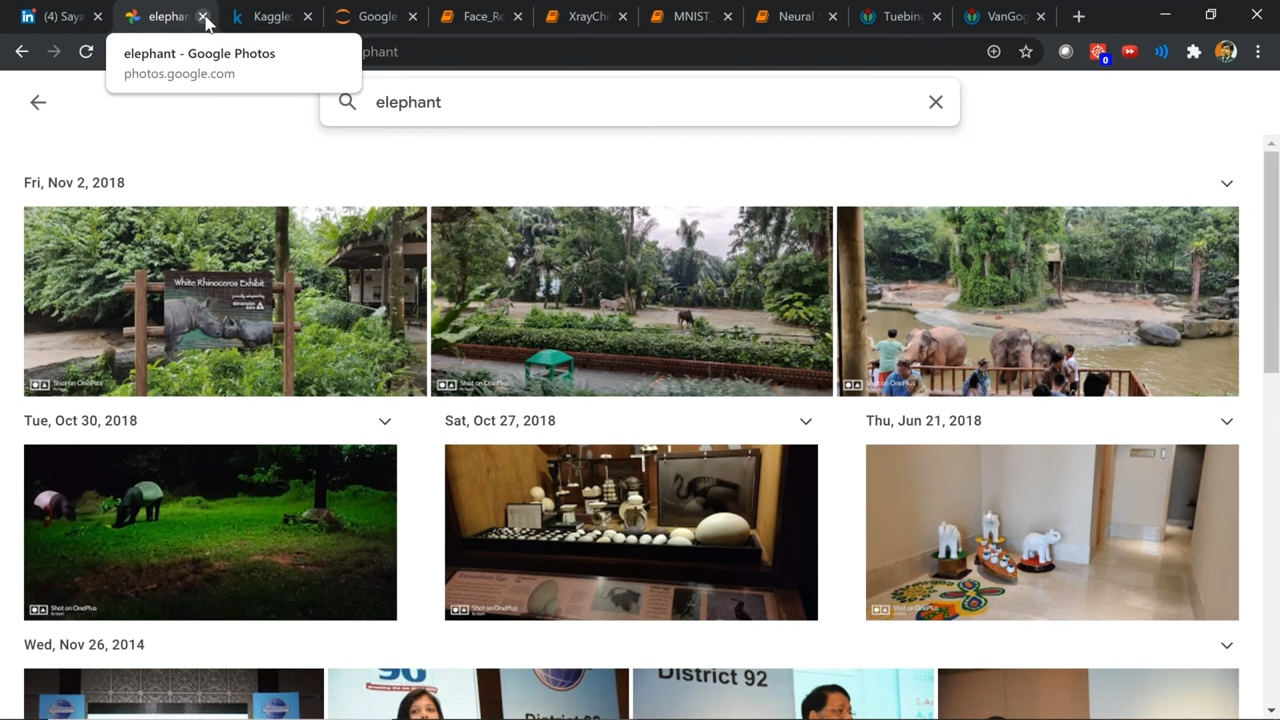 (4) Saya
elephan
Kaggle:
Google
Face_Re
XrayChe
MNIST_
Neural
Tuebing
VanGog
elephant - Google Photos
photos.google.com
phant
0
elephant
Fri, Nov 2, 2018
White Rhinoceros Exhibit
Shot on OnePlus
Shot on OnePlus
Shot on OnePlus
Tue, Oct 30, 2018
Sat, Oct 27, 2018
Thu, Jun 21, 2018
Shot on OnePlus
Shot on OnePlus
Shot on OnePlus
Wed, Nov 26, 2014
District 92